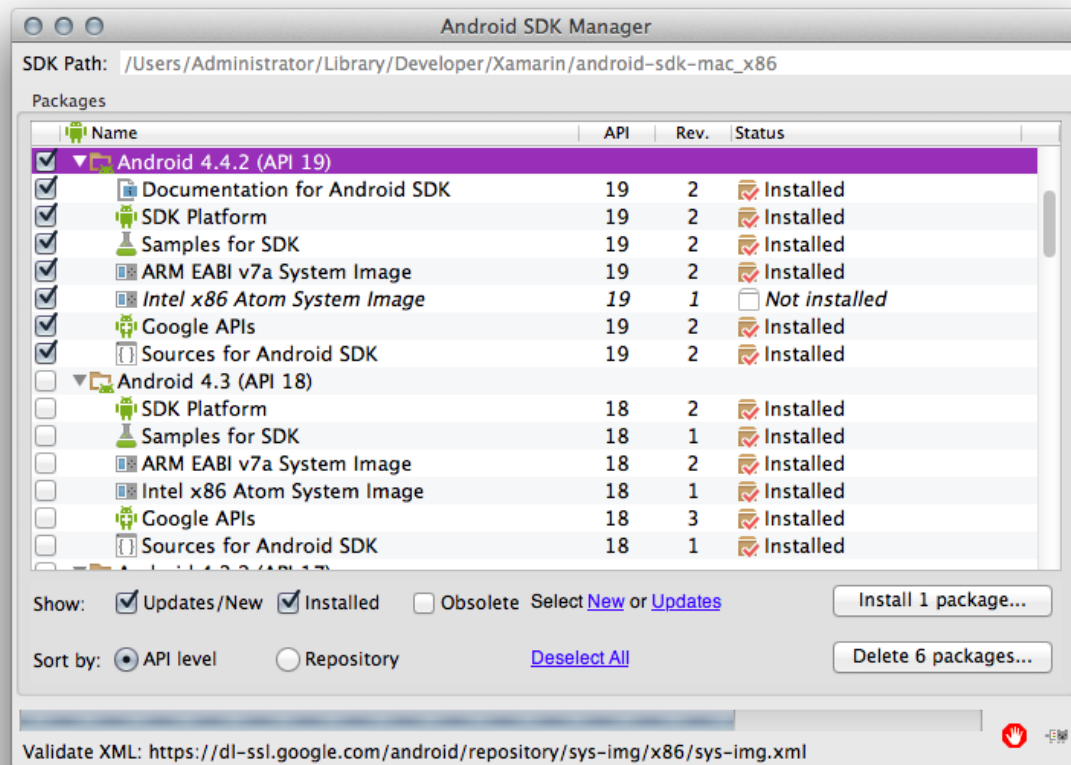 Android SDK Manager
SDK Path: /Users/Administrator/Library/Developer/Xamarin/android-sdk-mac_x86
Packages
Name API Rev. Status
Android 4.4.2 (API 19)
Documentation for Android SDK 19 2 Installed
SDK Platform 19 2 Installed
Samples for SDK 19 2 Installed
ARM EABI v7a System Image 19 2 Installed
Intel x86 Atom System Image 19 1 Not installed
Google APIs 19 2 Installed
Sources for Android SDK 19 2 Installed
Android 4.3 (API 18)
SDK Platform 18 2 Installed
Samples for SDK 18 1 Installed
ARM EABI v7a System Image 18 2 Installed
Intel x86 Atom System Image 18 1 Installed
Google APIs 18 3 Installed
Sources for Android SDK 18 1 Installed
Show: Updates/New Installed Obsolete Select New or Updates Install 1 package...
Sort by: API level Repository Deselect All Delete 6 packages...
Validate XML: https://dl-ssl.google.com/android/repository/sys-img/x86/sys-img.xml